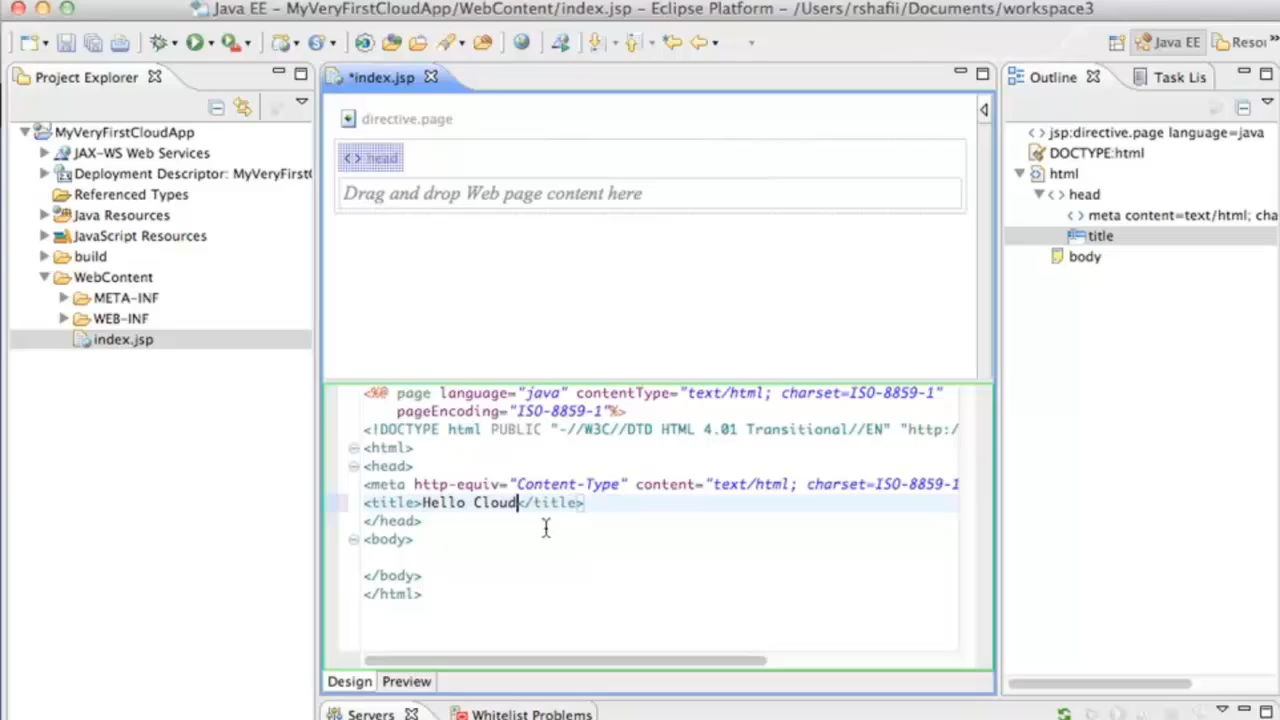 Java EE - MyVeryFirstCloudApp/WebContent/index.jsp - Eclipse Platform - /Users/rshafii/Documents/workspace3
Java EE
Resou
Project Explorer
MyVeryFirstCloudApp
JAX-WS Web Services
Deployment Descriptor: MyVeryFirstC
Referenced Types
Java Resources
JavaScript Resources
build
WebContent
META-INF
WEB-INF
index.jsp
*index.jsp
directive.page
<> head
Drag and drop Web page content here
<%@ page language="java" contentType="text/html; charset=ISO-8859-1"
pageEncoding="ISO-8859-1"%>
<!DOCTYPE html PUBLIC "-//W3C//DTD HTML 4.01 Transitional//EN" "http:/
<html>
<head>
<meta http-equiv="Content-Type" content="text/html; charset=ISO-8859-1
<title>Hello Cloud</title>
</head>
<body>
</body>
</html>
Design
Preview
Outline
Task Lis
jsp:directive.page language=java
DOCTYPE:html
html
<> head
<> meta content=text/html; cha
title
body
Servers
Whitelist Problems